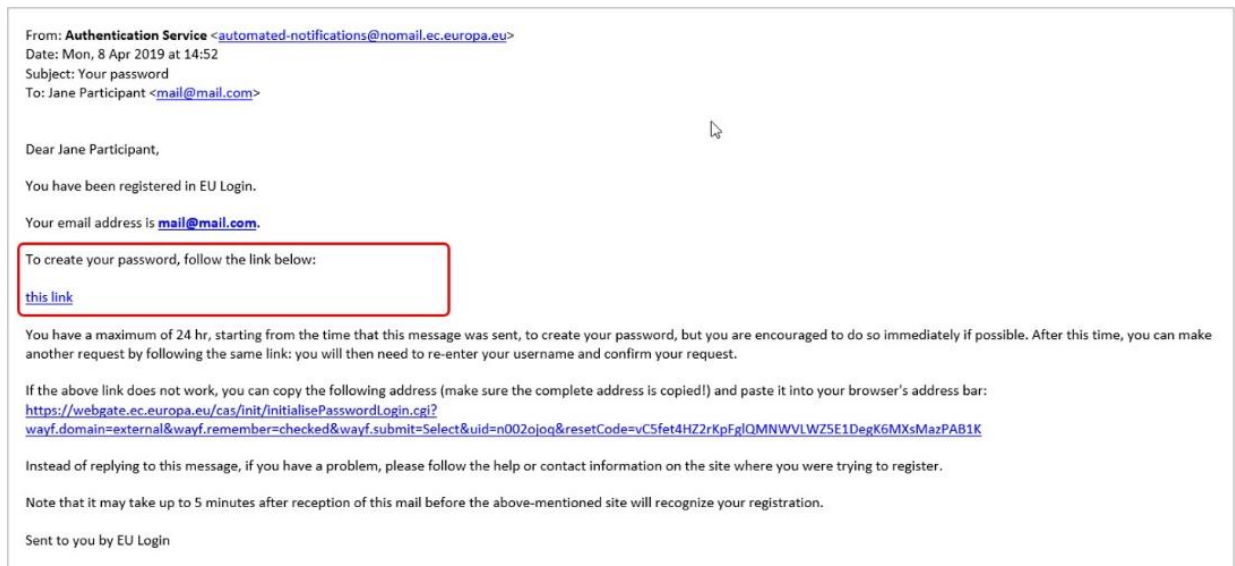 From: Authentication Service <automated-notifications@nomail.ec.europa.eu>
Date: Mon, 8 Apr 2019 at 14:52
Subject: Your password
To: Jane Participant <mail@mail.com>
Dear Jane Participant,
You have been registered in EU Login.
Your email address is mail@mail.com.
To create your password, follow the link below:
this link
You have a maximum of 24 hr, starting from the time that this message was sent, to create your password, but you are encouraged to do so immediately if possible. After this time, you can make
another request by following the same link: you will then need to re-enter your username and confirm your request.
If the above link does not work, you can copy the following address (make sure the complete address is copied!) and paste it into your browser's address bar:
https://webgate.ec.europa.eu/cas/init/initialisePasswordLogin.cgi?
wayf.domain=external&wayf.remember=checked&wayf.submit=Select&uid=n002ojoq&resetCode=vC5fet4HZ2rKpFglQMNWVLWZ5E1DegK6MXsMazPAB1K
Instead of replying to this message, if you have a problem, please follow the help or contact information on the site where you were trying to register.
Note that it may take up to 5 minutes after reception of this mail before the above-mentioned site will recognize your registration.
Sent to you by EU Login